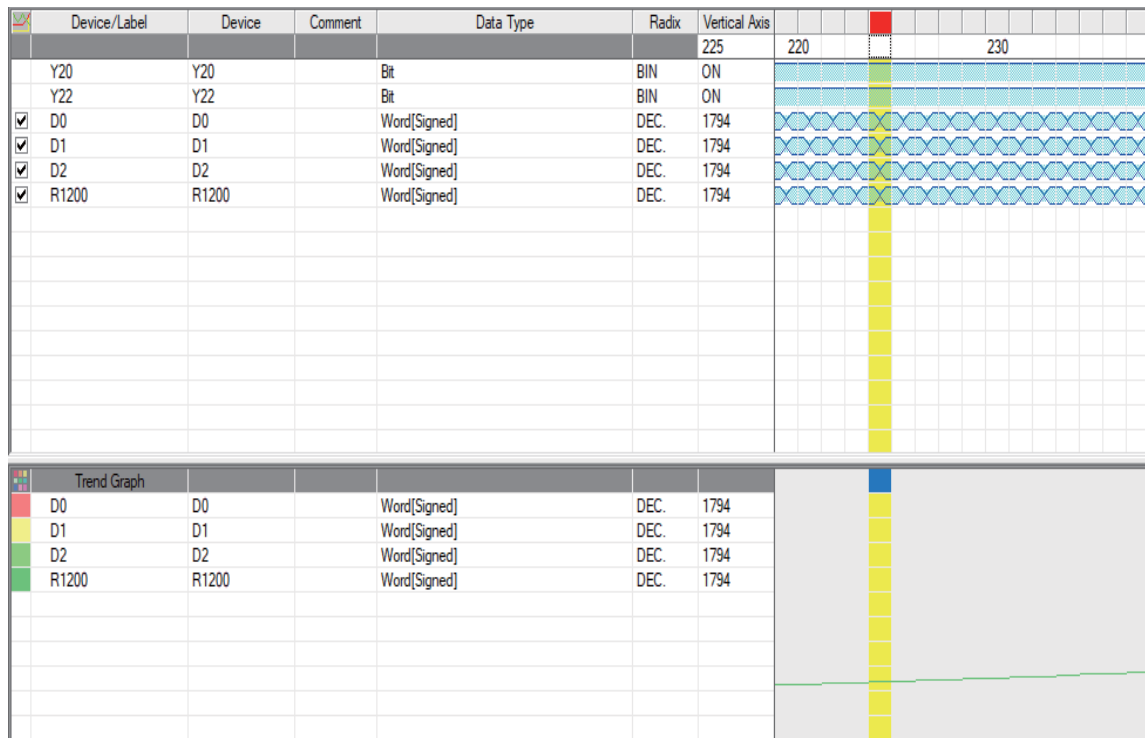 Device/Label Device Comment Data Type Radix Vertical Axis
225 220 230
Y20 Y20 Bit BIN ON
Y22 Y22 Bit BIN ON
D0 D0 Word[Signed] DEC. 1794
D1 D1 Word[Signed] DEC. 1794
D2 D2 Word[Signed] DEC. 1794
R1200 R1200 Word[Signed] DEC. 1794
Trend Graph
D0 D0 Word[Signed] DEC. 1794
D1 D1 Word[Signed] DEC. 1794
D2 D2 Word[Signed] DEC. 1794
R1200 R1200 Word[Signed] DEC. 1794